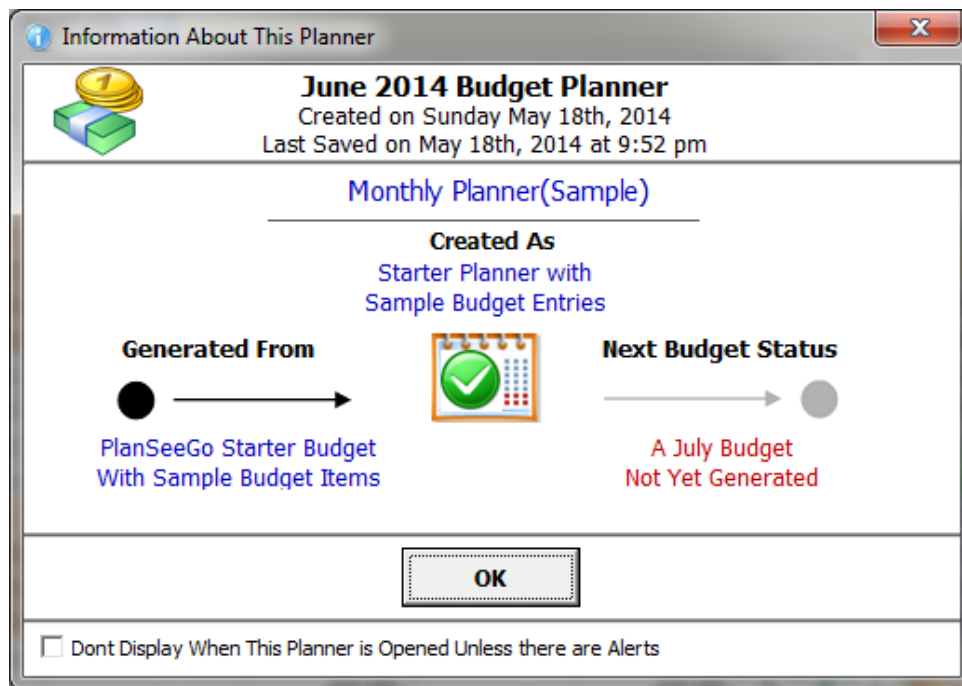 Information About This Planner
June 2014 Budget Planner
Created on Sunday May 18th, 2014
Last Saved on May 18th, 2014 at 9:52 pm
Monthly Planner(Sample)
Created As
Starter Planner with
Sample Budget Entries
Generated From
PlanSeeGo Starter Budget
With Sample Budget Items
Next Budget Status
A July Budget
Not Yet Generated
OK
Dont Display When This Planner is Opened Unless there are Alerts